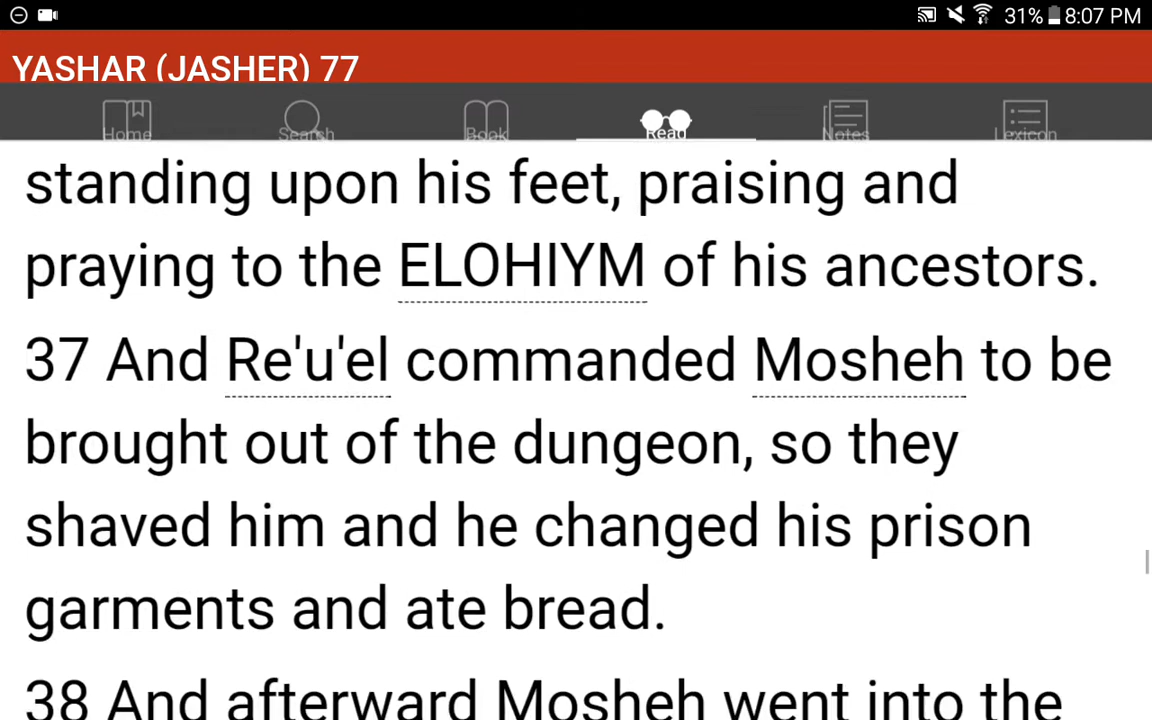 31% 8:07 PM
YASHAR (JASHER) 77
Home Search Book Read Notes Lexicon
standing upon his feet, praising and
praying to the ELOHIYM of his ancestors.
37 And Re'u'el commanded Mosheh to be
brought out of the dungeon, so they
shaved him and he changed his prison
garments and ate bread.
38 And afterward Mosheh went into the